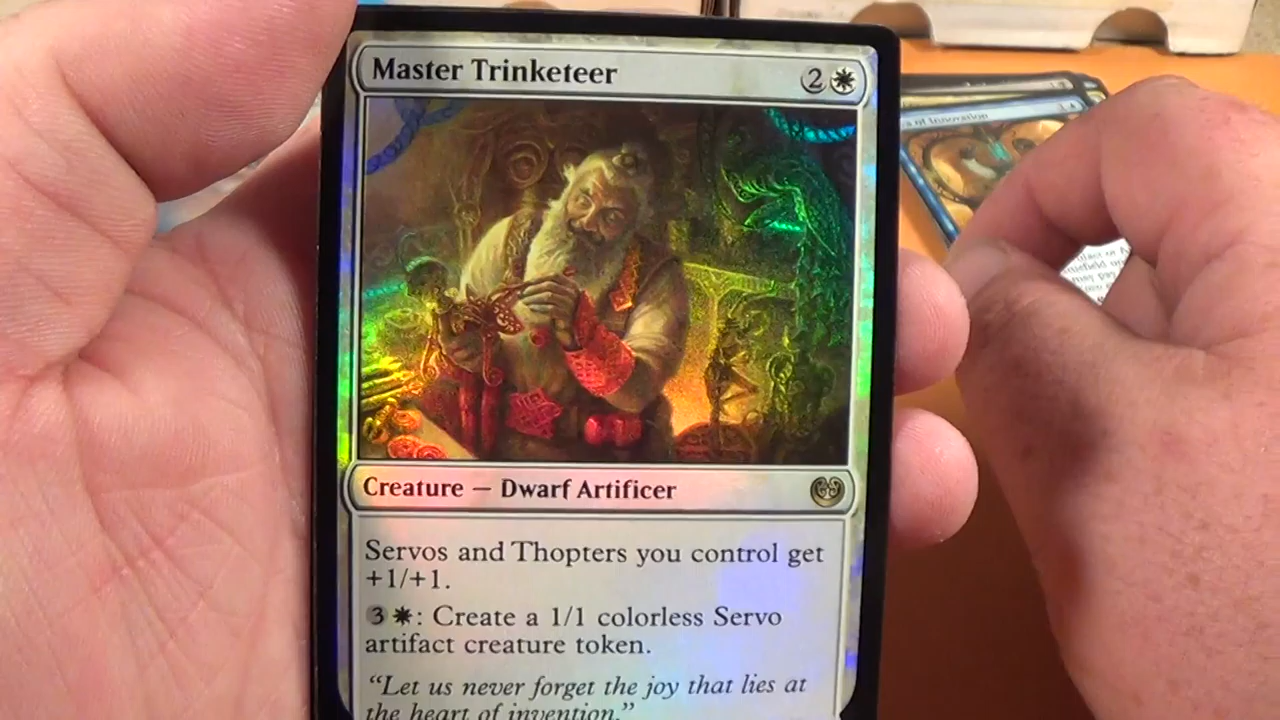 Master Trinketeer 2
Creature — Dwarf Artificer
Servos and Thopters you control get
+1/+1.
3 : Create a 1/1 colorless Servo
artifact creature token.
"Let us never forget the joy that lies at
the heart of invention."